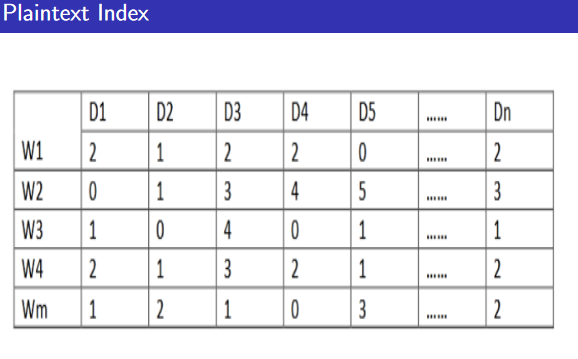 Plaintext Index
D1 D2 D3 D4 D5 ...... Dn
W1 2 1 2 2 0 ...... 2
W2 0 1 3 4 5 ...... 3
W3 1 0 4 0 1 ...... 1
W4 2 1 3 2 1 ...... 2
Wm 1 2 1 0 3 ...... 2